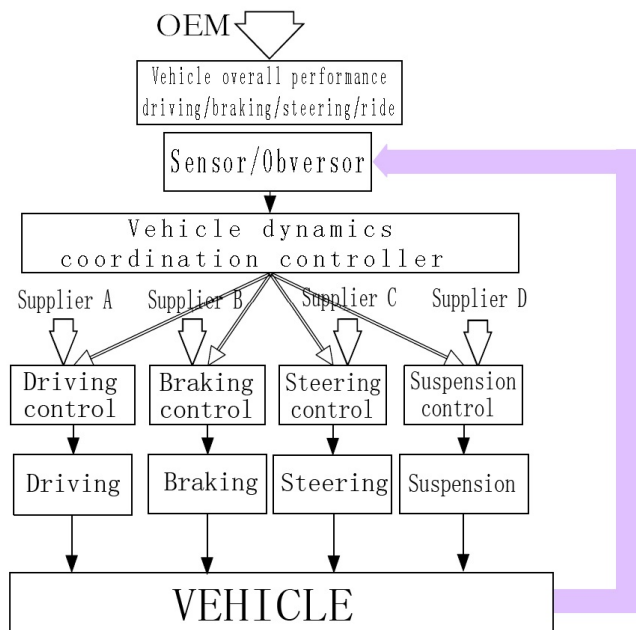 OEM
Vehicle overall performance
driving/braking/steering/ride
Sensor/Obversor
Vehicle dynamics
coordination controller
Supplier A
Supplier B
Supplier C
Supplier D
Driving
control
Braking
control
Steering
control
Suspension
control
Driving
Braking
Steering
Suspension
VEHICLE